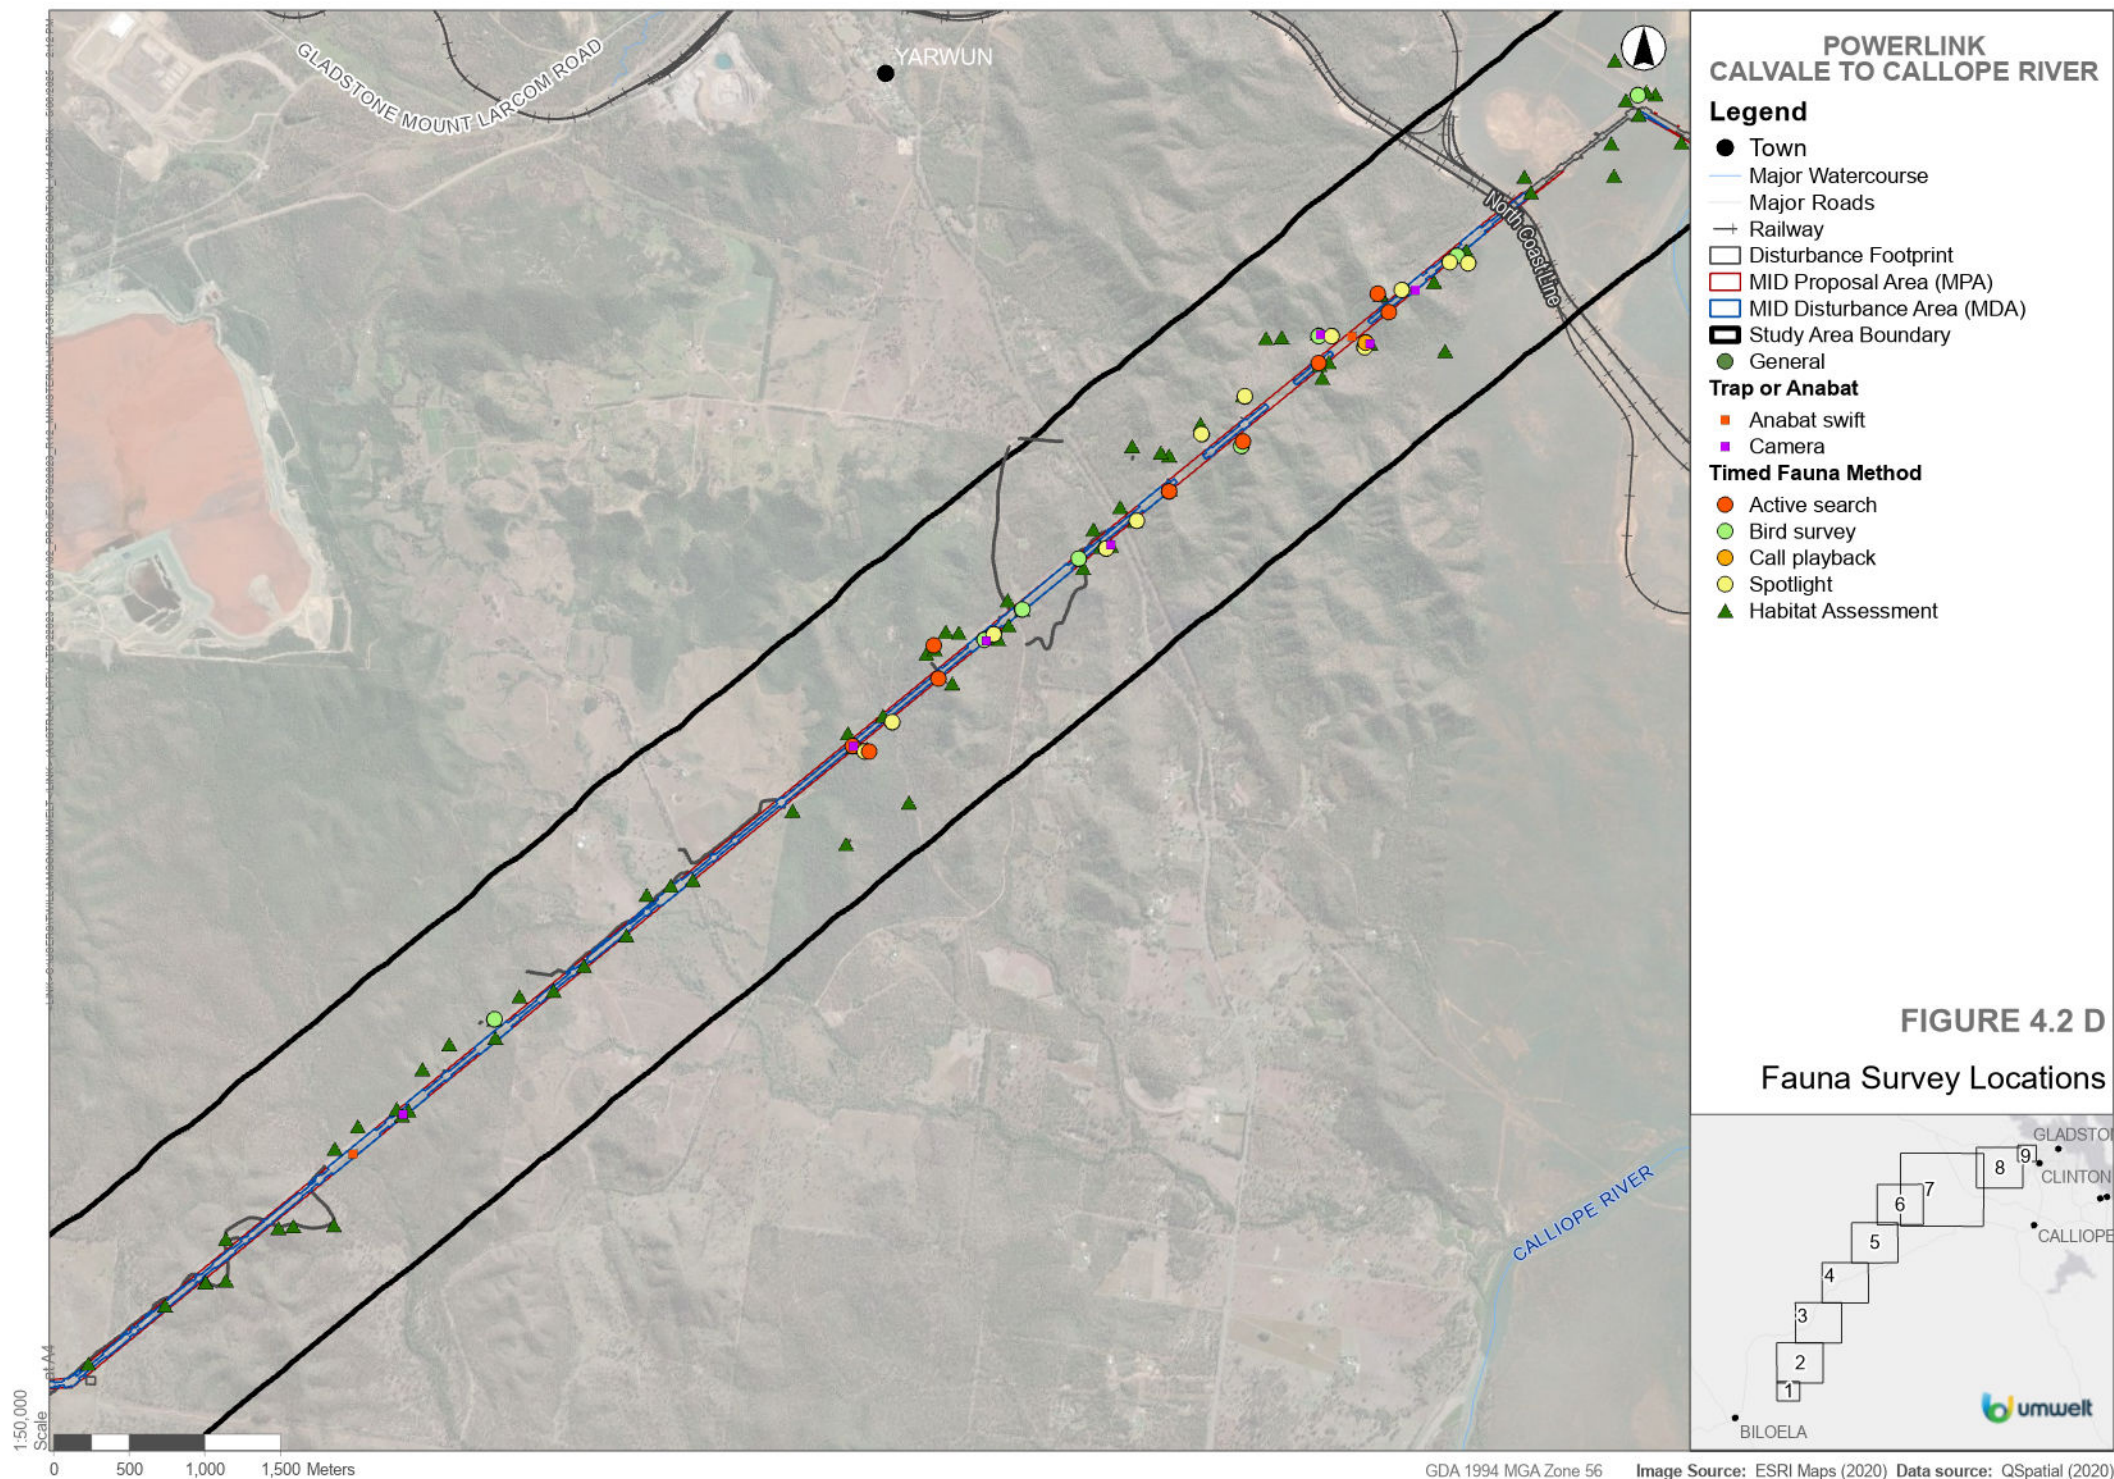 POWERLINK
CALVALE TO CALLOPE RIVER
Legend
Town
Major Watercourse
Major Roads
Railway
Disturbance Footprint
MID Proposal Area (MPA)
MID Disturbance Area (MDA)
Study Area Boundary
General
Trap or Anabat
Anabat swift
Camera
Timed Fauna Method
Active search
Bird survey
Call playback
Spotlight
Habitat Assessment
GLADSTONE MOUNT LARCOM ROAD
YARWUN
North Coast Line
CALLIOPE RIVER
FIGURE 4.2 D
Fauna Survey Locations
GLADSTO
9
8
CLINTON
7
6
CALLIOPE
5
4
3
2
1
BILOELA
umwelt
Scale
1:50,000
at A4
0 500 1,000 1,500 Meters
GDA 1994 MGA Zone 56 Image Source: ESRI Maps (2020) Data source: QSpatial (2020)